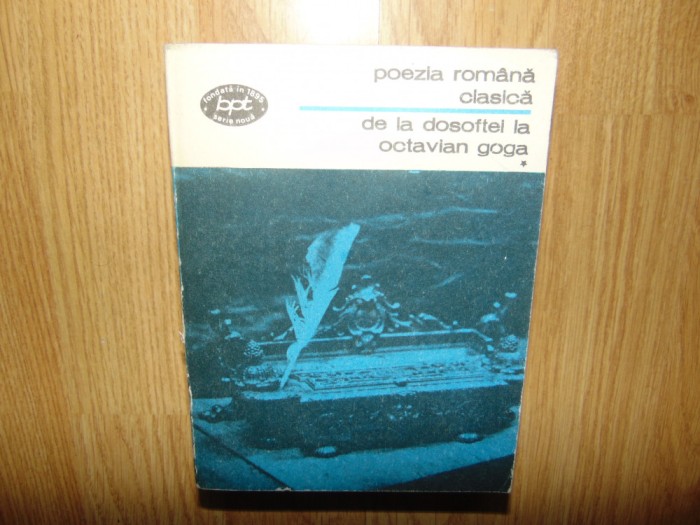 fondată în 1895
bpt
serie nouă
poezia română
clasică
de la dosoftei la
octavian goga
*